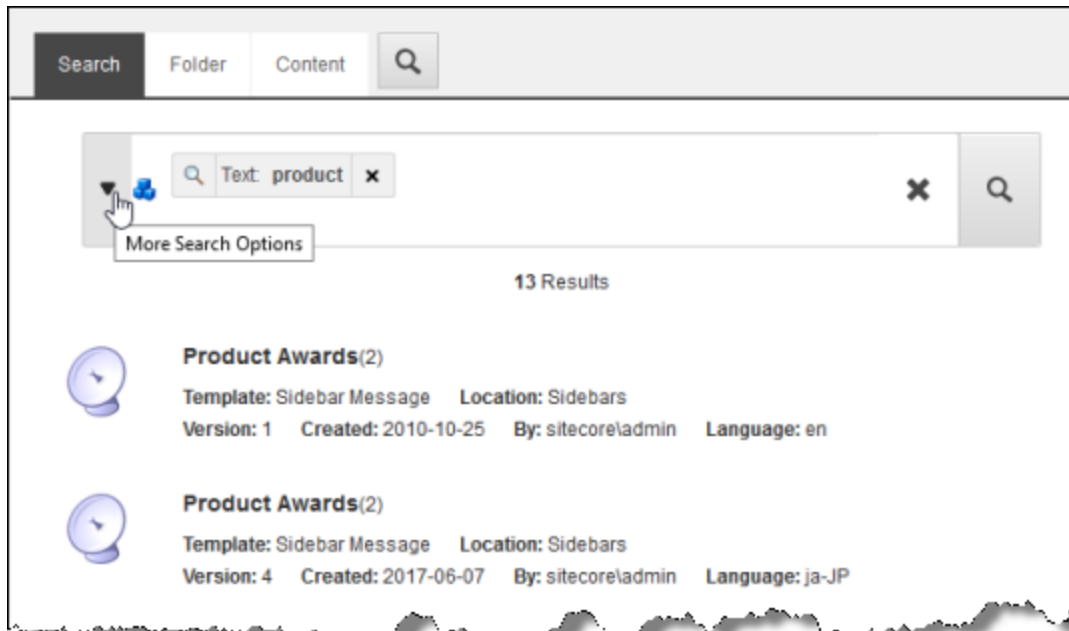 Search Folder Content
Text: product
More Search Options
13 Results
Product Awards(2)
Template: Sidebar Message Location: Sidebars
Version: 1 Created: 2010-10-25 By: sitecore\admin Language: en
Product Awards(2)
Template: Sidebar Message Location: Sidebars
Version: 4 Created: 2017-06-07 By: sitecore\admin Language: ja-JP